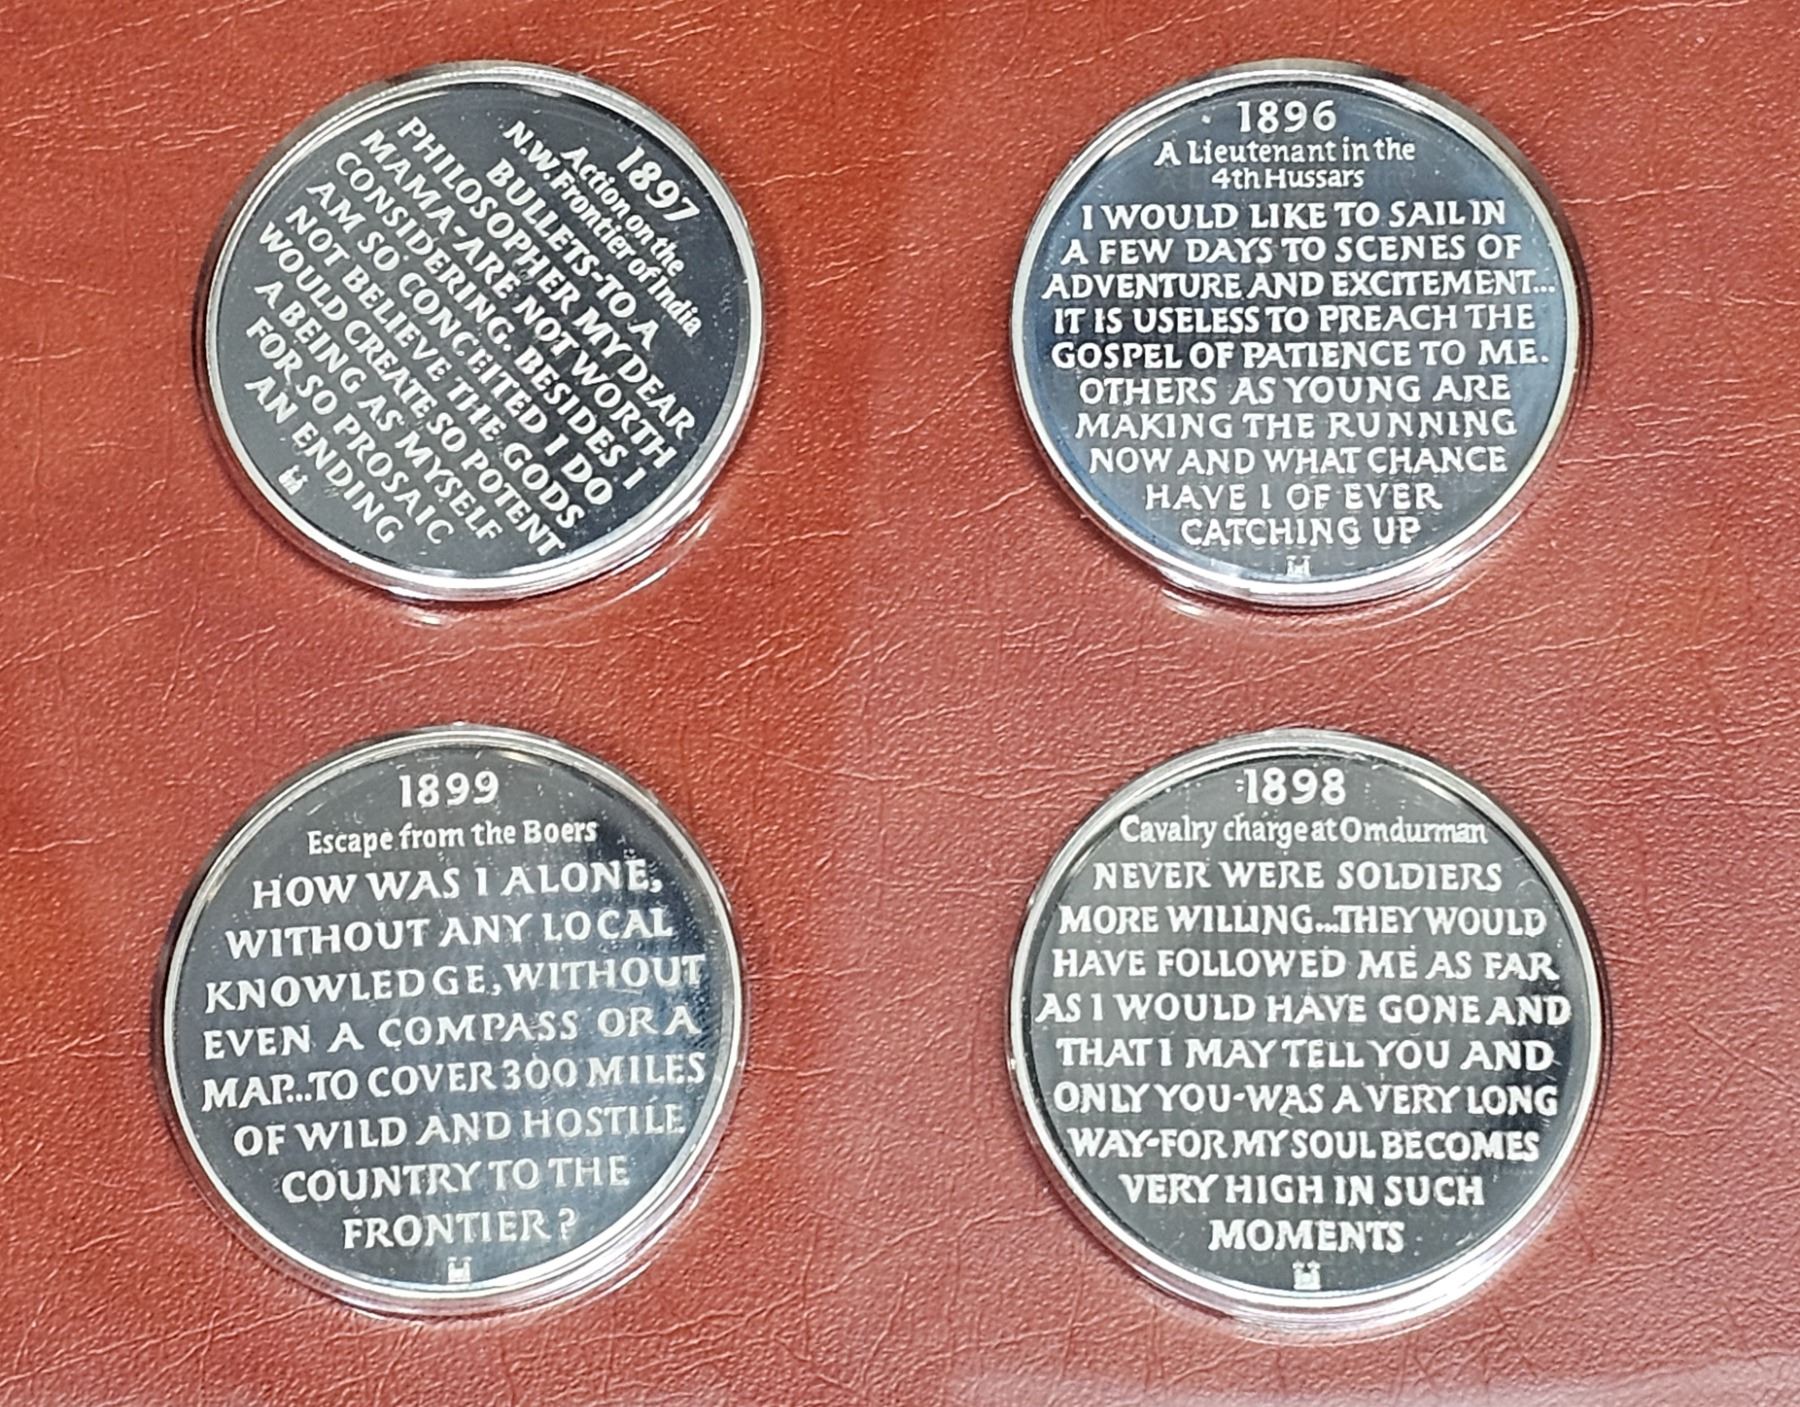 1897
Action on the
N.W. Frontier of India
BULLETS-TO A
PHILOSOPHER MY DEAR
MAMA-ARE NOT WORTH
CONSIDERING. BESIDES I
AM SO CONCEITED I DO
NOT BELIEVE THE GODS
WOULD CREATE SO POTENT
A BEING AS MYSELF
FOR SO PROSAIC
AN ENDING
1896
A Lieutenant in the
4th Hussars
I WOULD LIKE TO SAIL IN
A FEW DAYS TO SCENES OF
ADVENTURE AND EXCITEMENT...
IT IS USELESS TO PREACH THE
GOSPEL OF PATIENCE TO ME.
OTHERS AS YOUNG ARE
MAKING THE RUNNING
NOW AND WHAT CHANCE
HAVE I OF EVER
CATCHING UP
1899
Escape from the Boers
HOW WAS I ALONE,
WITHOUT ANY LOCAL
KNOWLEDGE, WITHOUT
EVEN A COMPASS OR A
MAP...TO COVER 300 MILES
OF WILD AND HOSTILE
COUNTRY TO THE
FRONTIER?
1898
Cavalry charge at Omdurman
NEVER WERE SOLDIERS
MORE WILLING...THEY WOULD
HAVE FOLLOWED ME AS FAR
AS I WOULD HAVE GONE AND
THAT I MAY TELL YOU AND
ONLY YOU-WAS A VERY LONG
WAY-FOR MY SOUL BECOMES
VERY HIGH IN SUCH
MOMENTS